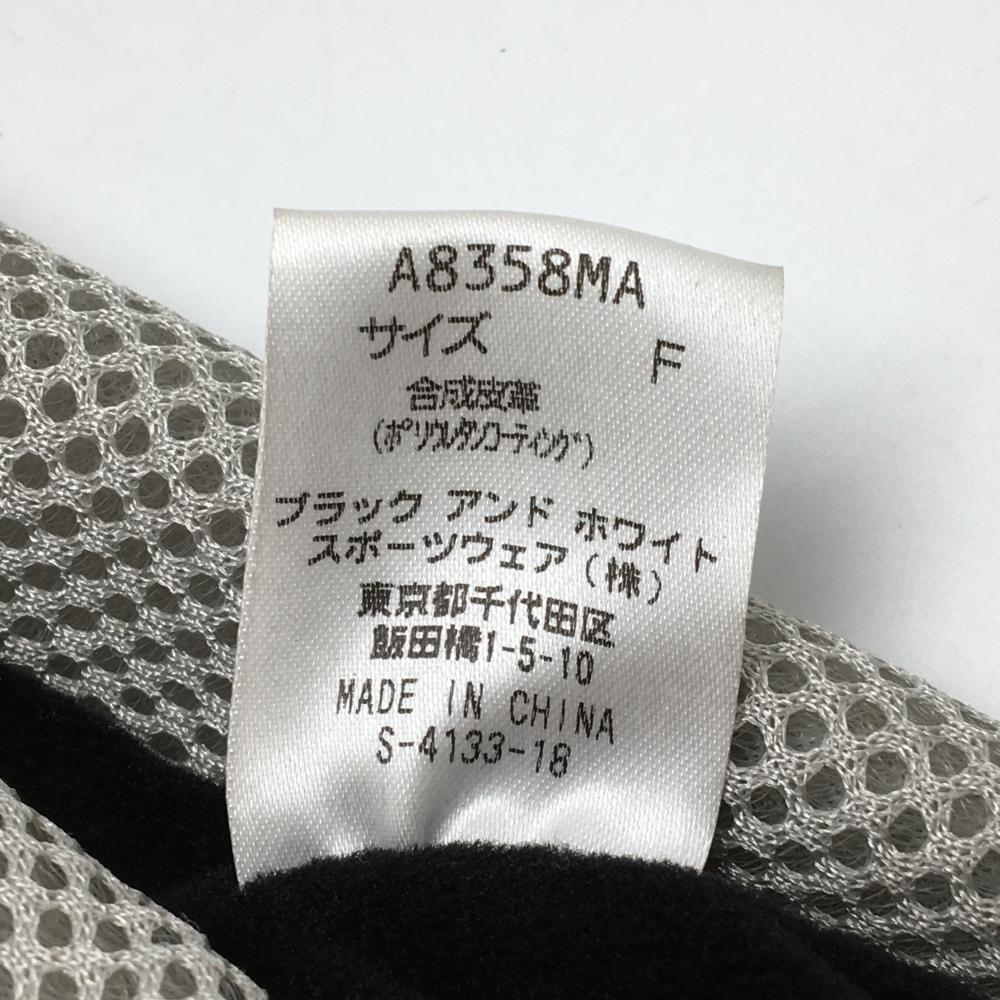 A8358MA
サイズ F
合成皮革
(ポリウレタンコーティング)
ブラック アンド ホワイト
スポーツウェア(株)
東京都千代田区
飯田橋1-5-10
MADE IN CHINA
S-4133-18